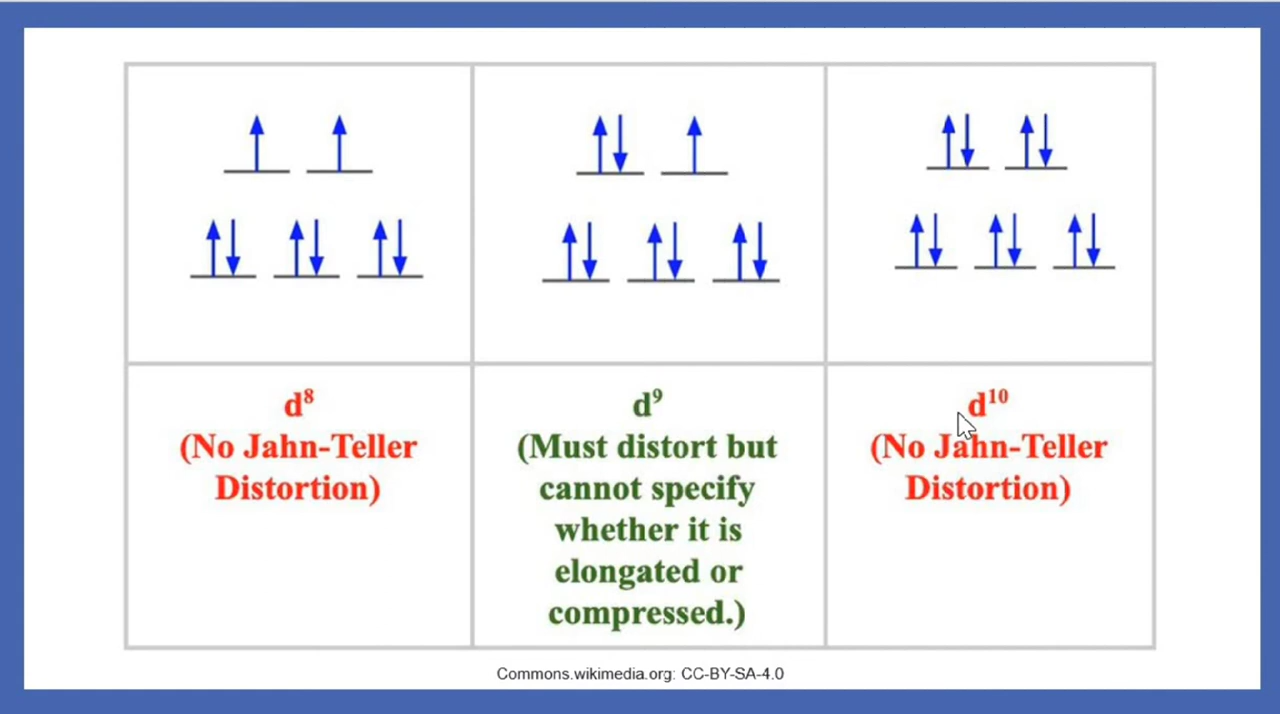 d⁸
(No Jahn-Teller
Distortion)
d⁹
(Must distort but
cannot specify
whether it is
elongated or
compressed.)
d¹⁰
(No Jahn-Teller
Distortion)
Commons.wikimedia.org: CC-BY-SA-4.0